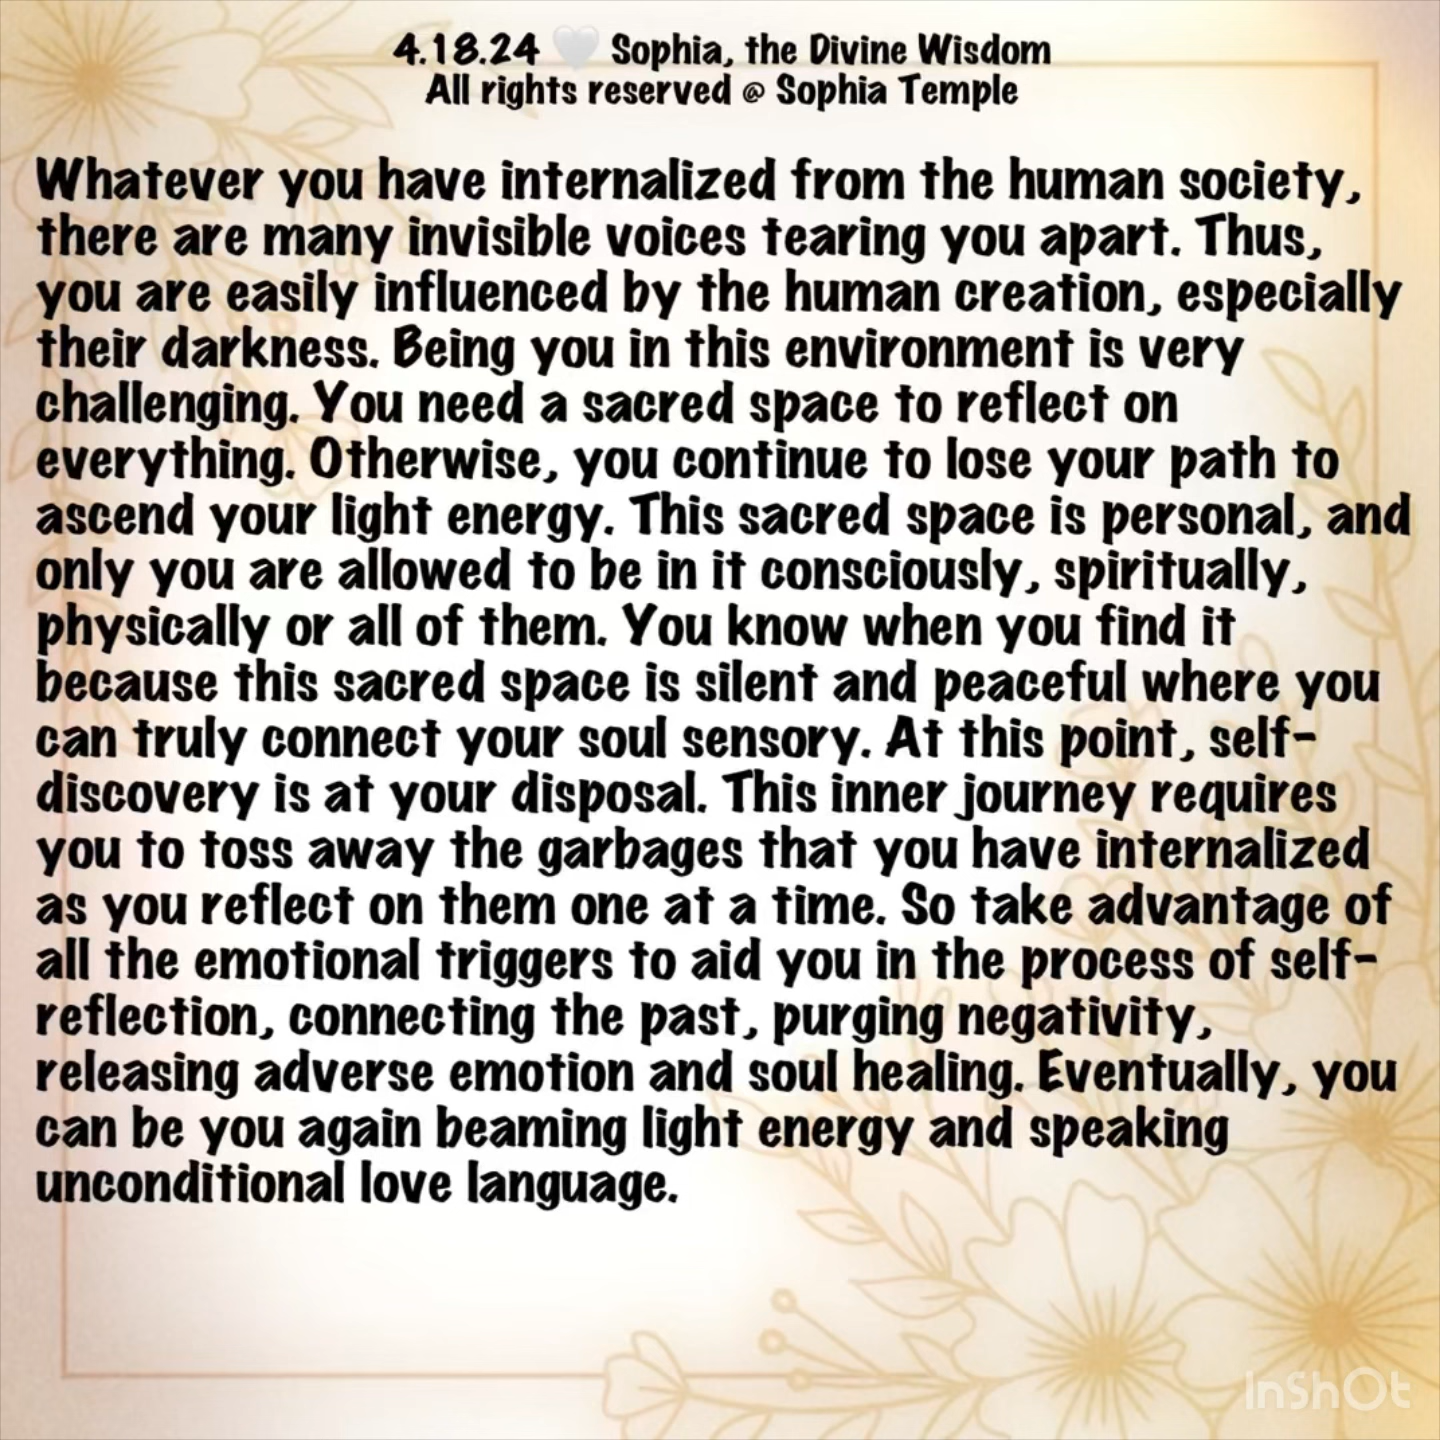 4.18.24 🤍 Sophia, the Divine Wisdom
All rights reserved @ Sophia Temple
Whatever you have internalized from the human society,
there are many invisible voices tearing you apart. Thus,
you are easily influenced by the human creation, especially
their darkness. Being you in this environment is very
challenging. You need a sacred space to reflect on
everything. Otherwise, you continue to lose your path to
ascend your light energy. This sacred space is personal, and
only you are allowed to be in it consciously, spiritually,
physically or all of them. You know when you find it
because this sacred space is silent and peaceful where you
can truly connect your soul sensory. At this point, self-
discovery is at your disposal. This inner journey requires
you to toss away the garbages that you have internalized
as you reflect on them one at a time. So take advantage of
all the emotional triggers to aid you in the process of self-
reflection, connecting the past, purging negativity,
releasing adverse emotion and soul healing. Eventually, you
can be you again beaming light energy and speaking
unconditional love language.
InShOt